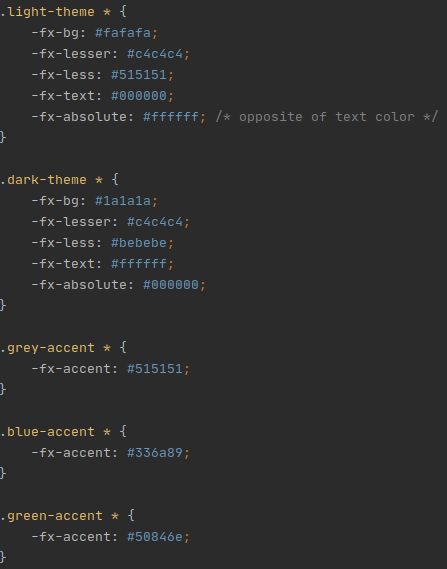 .light-theme * {
    -fx-bg: #fafafa;
    -fx-lesser: #c4c4c4;
    -fx-less: #515151;
    -fx-text: #000000;
    -fx-absolute: #ffffff; /* opposite of text color */
}

.dark-theme * {
    -fx-bg: #1a1a1a;
    -fx-lesser: #c4c4c4;
    -fx-less: #bebebe;
    -fx-text: #ffffff;
    -fx-absolute: #000000;
}

.grey-accent * {
    -fx-accent: #515151;
}

.blue-accent * {
    -fx-accent: #336a89;
}

.green-accent * {
    -fx-accent: #50846e;
}